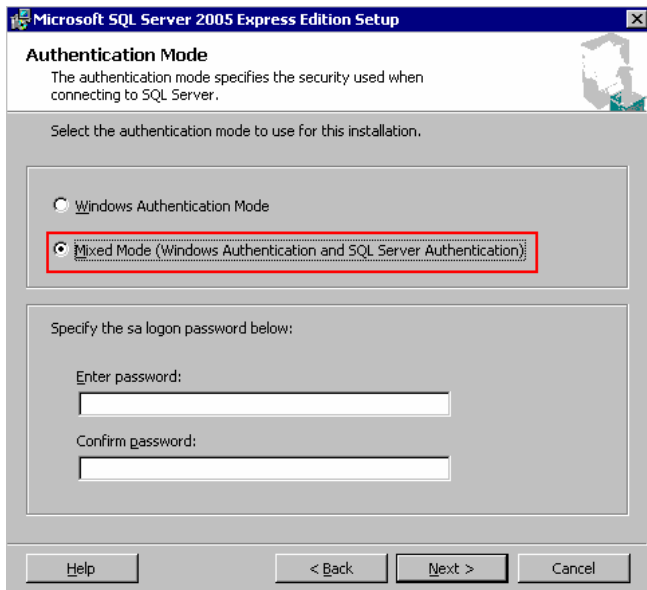 Microsoft SQL Server 2005 Express Edition Setup
Authentication Mode
The authentication mode specifies the security used when
connecting to SQL Server.
Select the authentication mode to use for this installation.
Windows Authentication Mode
Mixed Mode (Windows Authentication and SQL Server Authentication)
Specify the sa logon password below:
Enter password:
Confirm password:
Help
< Back
Next >
Cancel